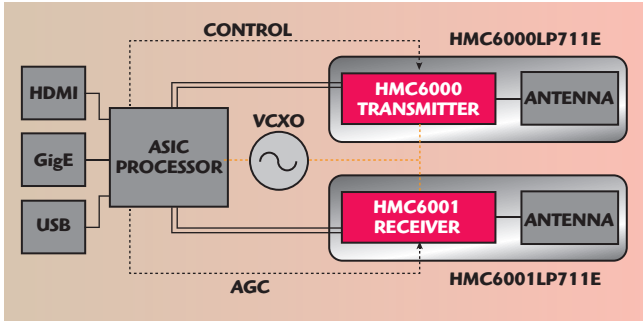 CONTROL
HMC6000LP711E
HDMI
GigE
USB
ASIC
PROCESSOR
VCXO
HMC6000
TRANSMITTER
ANTENNA
HMC6001
RECEIVER
ANTENNA
AGC
HMC6001LP711E